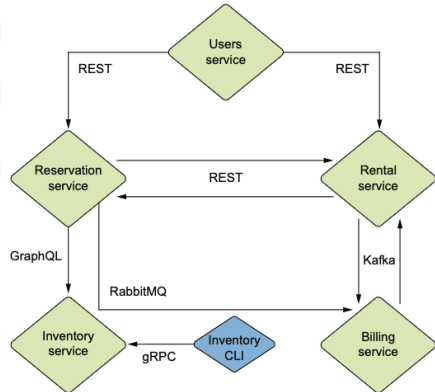 Users
service
REST
REST
Reservation
service
REST
Rental
service
GraphQL
RabbitMQ
Kafka
Inventory
service
gRPC
Inventory
CLI
Billing
service